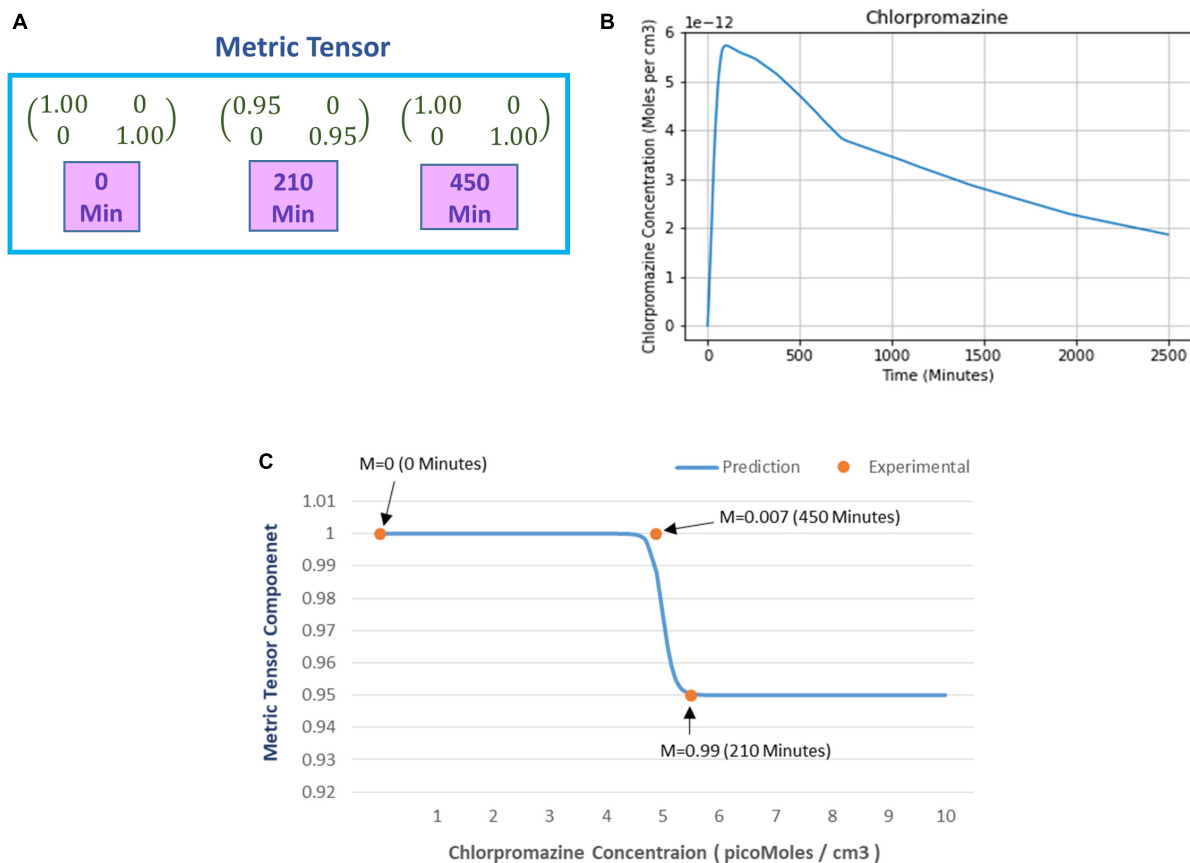 A
Metric Tensor
(1.00 0
0 1.00)
(0.95 0
0 0.95)
(1.00 0
0 1.00)
0
Min
210
Min
450
Min
B
Chlorpromazine
1e−12
Chlorpromazine Concentration (Moles per cm3)
6
5
4
3
2
1
0
0 500 1000 1500 2000 2500
Time (Minutes)
C
M=0 (0 Minutes)
Prediction Experimental
M=0.007 (450 Minutes)
M=0.99 (210 Minutes)
Metric Tensor Componenet
1.01
1
0.99
0.98
0.97
0.96
0.95
0.94
0.93
0.92
1 2 3 4 5 6 7 8 9 10
Chlorpromazine Concentraion ( picoMoles / cm3 )